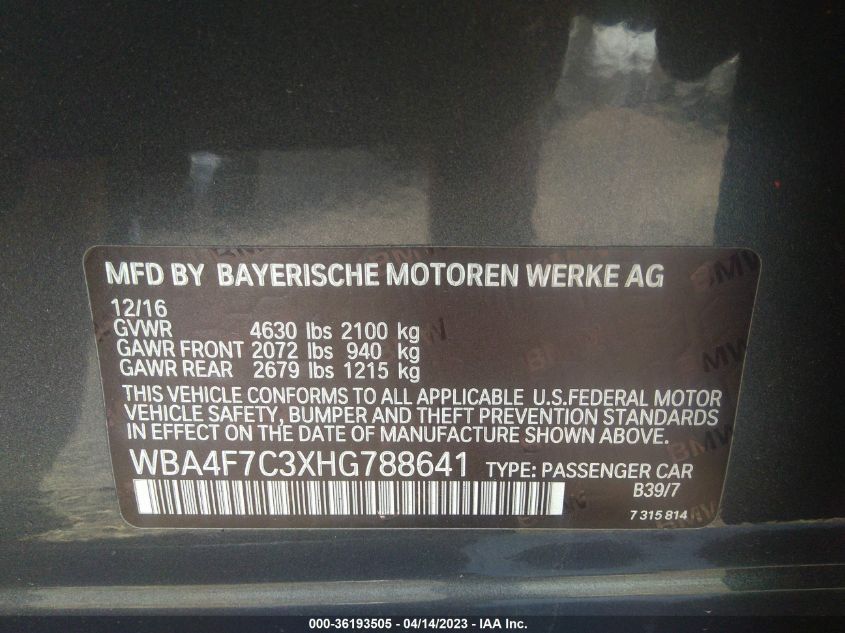 MFD BY BAYERISCHE MOTOREN WERKE AG
12/16
GVWR 4630 lbs 2100 kg
GAWR FRONT 2072 lbs 940 kg
GAWR REAR 2679 lbs 1215 kg
THIS VEHICLE CONFORMS TO ALL APPLICABLE U.S.FEDERAL MOTOR
VEHICLE SAFETY, BUMPER AND THEFT PREVENTION STANDARDS
IN EFFECT ON THE DATE OF MANUFACTURE SHOWN ABOVE.
WBA4F7C3XHG788641 TYPE: PASSENGER CAR
B39/7
7 315 814
000-36193505 - 04/14/2023 - IAA Inc.